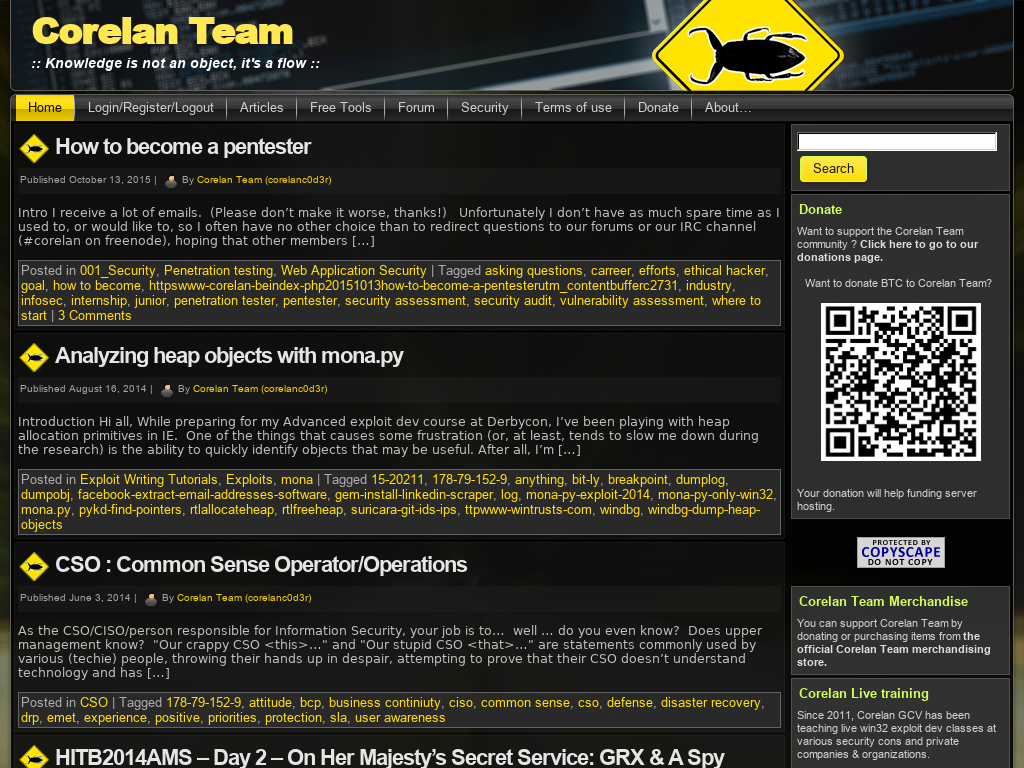 Corelan Team
:: Knowledge is not an object, it's a flow ::
Home
Login/Register/Logout
Articles
Free Tools
Forum
Security
Terms of use
Donate
About…
How to become a pentester
Published October 13, 2015 | By Corelan Team (corelanc0d3r)
Intro I receive a lot of emails.  (Please don’t make it worse, thanks!)   Unfortunately I don’t have as much spare time as I
used to, or would like to, so I often have no other choice than to redirect questions to our forums or our IRC channel
(#corelan on freenode), hoping that other members […]
Posted in 001_Security, Penetration testing, Web Application Security | Tagged asking questions, carreer, efforts, ethical hacker,
goal, how to become, httpswww-corelan-beindex-php20151013how-to-become-a-pentesterutm_contentbufferc2731, industry,
infosec, internship, junior, penetration tester, pentester, security assessment, security audit, vulnerability assessment, where to
start | 3 Comments
Analyzing heap objects with mona.py
Published August 16, 2014 | By Corelan Team (corelanc0d3r)
Introduction Hi all, While preparing for my Advanced exploit dev course at Derbycon, I’ve been playing with heap
allocation primitives in IE.  One of the things that causes some frustration (or, at least, tends to slow me down during
the research) is the ability to quickly identify objects that may be useful. After all, I’m […]
Posted in Exploit Writing Tutorials, Exploits, mona | Tagged 15-20211, 178-79-152-9, anything, bit-ly, breakpoint, dumplog,
dumpobj, facebook-extract-email-addresses-software, gem-install-linkedin-scraper, log, mona-py-exploit-2014, mona-py-only-win32,
mona.py, pykd-find-pointers, rtlallocateheap, rtlfreeheap, suricara-git-ids-ips, ttpwww-wintrusts-com, windbg, windbg-dump-heap-
objects
CSO : Common Sense Operator/Operations
Published June 3, 2014 | By Corelan Team (corelanc0d3r)
As the CSO/CISO/person responsible for Information Security, your job is to…  well … do you even know?  Does upper
management know?  "Our crappy CSO <this>…" and "Our stupid CSO <that>…" are statements commonly used by
various (techie) people, throwing their hands up in despair, attempting to prove that their CSO doesn’t understand
technology and has […]
Posted in CSO | Tagged 178-79-152-9, attitude, bcp, business continiuty, ciso, common sense, cso, defense, disaster recovery,
drp, emet, experience, positive, priorities, protection, sla, user awareness
HITB2014AMS – Day 2 – On Her Majesty’s Secret Service: GRX & A Spy
Search
Donate
Want to support the Corelan Team
community ? Click here to go to our
donations page.
Want to donate BTC to Corelan Team?
Your donation will help funding server
hosting.
PROTECTED BY
COPYSCAPE
DO NOT COPY
Corelan Team Merchandise
You can support Corelan Team by
donating or purchasing items from the
official Corelan Team merchandising
store.
Corelan Live training
Since 2011, Corelan GCV has been
teaching live win32 exploit dev classes at
various security cons and private
companies & organizations.